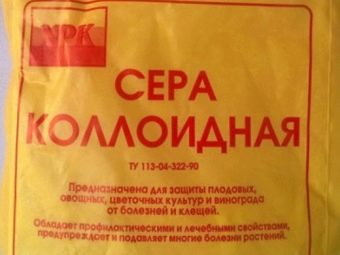 NPK
СЕРА
КОЛЛОИДНАЯ
ТУ 113-04-322-90
Предназначена для защиты плодовых,
овощных, цветочных культур и винограда
от болезней и клещей.
Обладает профилактическими и лечебными свойствами,
предупреждает и подавляет многие болезни растений.